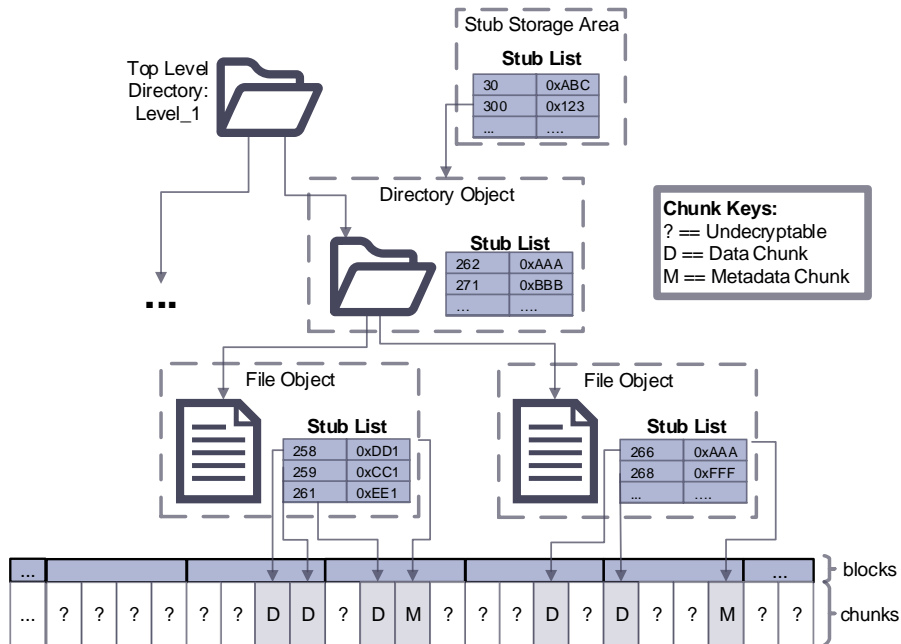 Stub Storage Area
Stub List
30 0xABC
300 0x123
... ....
Top Level
Directory:
Level_1
Directory Object
Stub List
262 0xAAA
271 0xBBB
... ....
Chunk Keys:
? == Undecryptable
D == Data Chunk
M == Metadata Chunk
...
File Object
Stub List
258 0xDD1
259 0xCC1
261 0xEE1
File Object
Stub List
266 0xAAA
268 0xFFF
... ....
... ... blocks
... ? ? ? ? ? ? D D ? D M ? ? ? D ? D ? ? M ? ? chunks